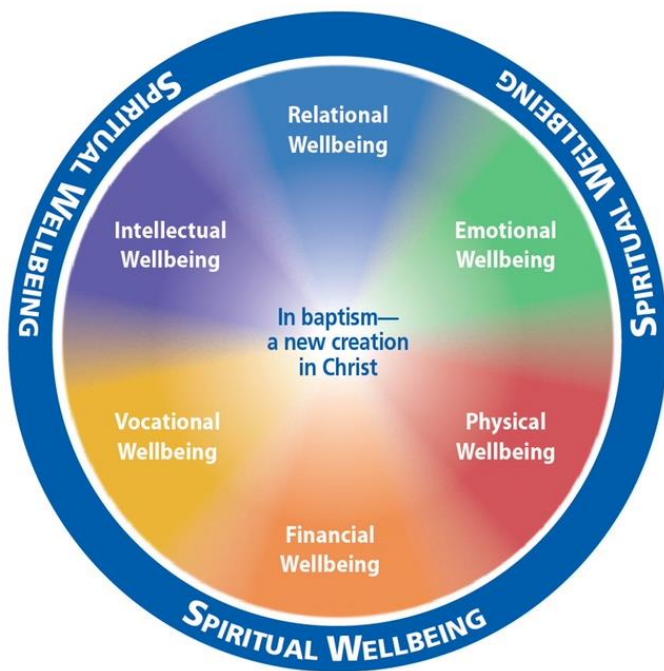 SPIRITUAL WELLBEING
SPIRITUAL WELLBEING
Relational
Wellbeing
Intellectual
Wellbeing
Emotional
Wellbeing
In baptism—
a new creation
in Christ
Vocational
Wellbeing
Physical
Wellbeing
Financial
Wellbeing
SPIRITUAL WELLBEING